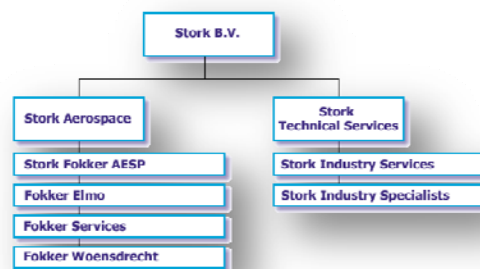 Stork B.V.
Stork Aerospace
Stork Fokker AESP
Fokker Elmo
Fokker Services
Fokker Woensdrecht
Stork
Technical Services
Stork Industry Services
Stork Industry Specialists